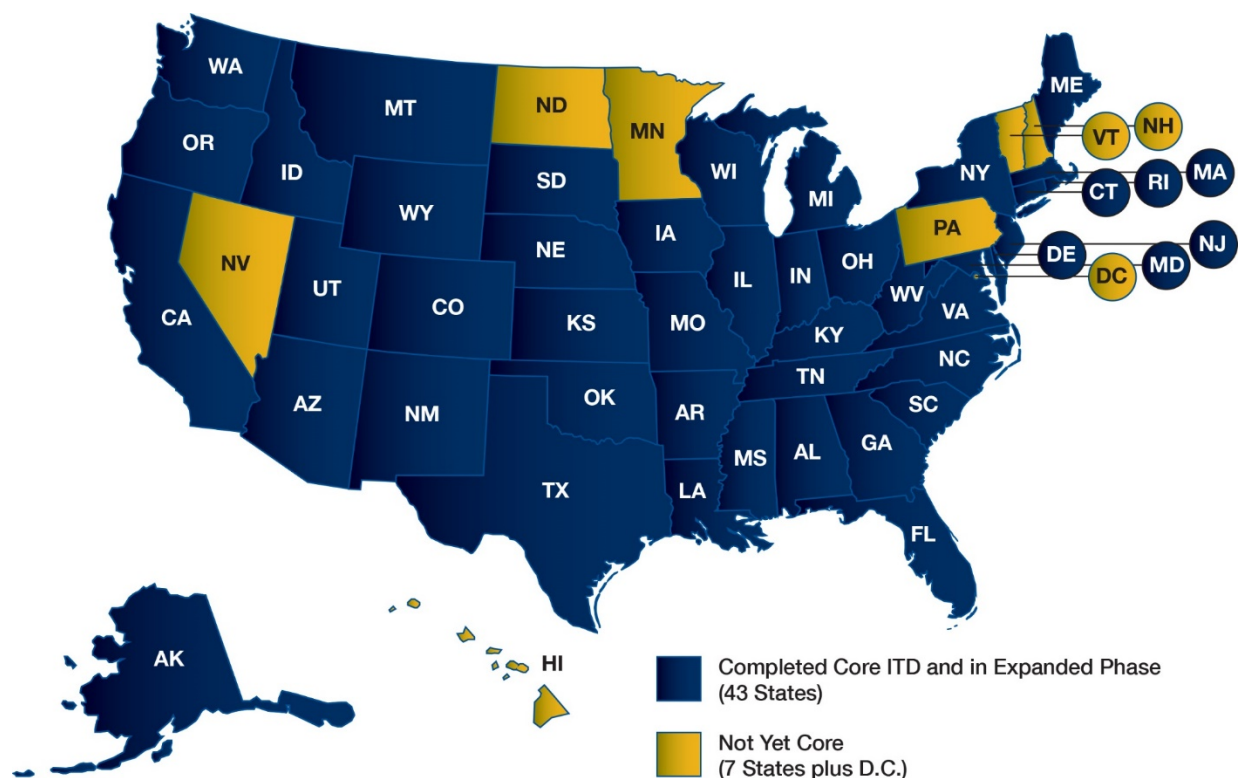 WA
MT
ND
MN
ME
VT
NH
OR
ID
SD
WI
NY
MA
RI
CT
WY
MI
IA
PA
NE
NV
NJ
DE
MD
DC
UT
CO
IL
IN
OH
WV
VA
CA
KS
MO
KY
NC
TN
AZ
NM
OK
AR
SC
MS
AL
GA
TX
LA
FL
AK
HI
Completed Core ITD and in Expanded Phase
(43 States)
Not Yet Core
(7 States plus D.C.)